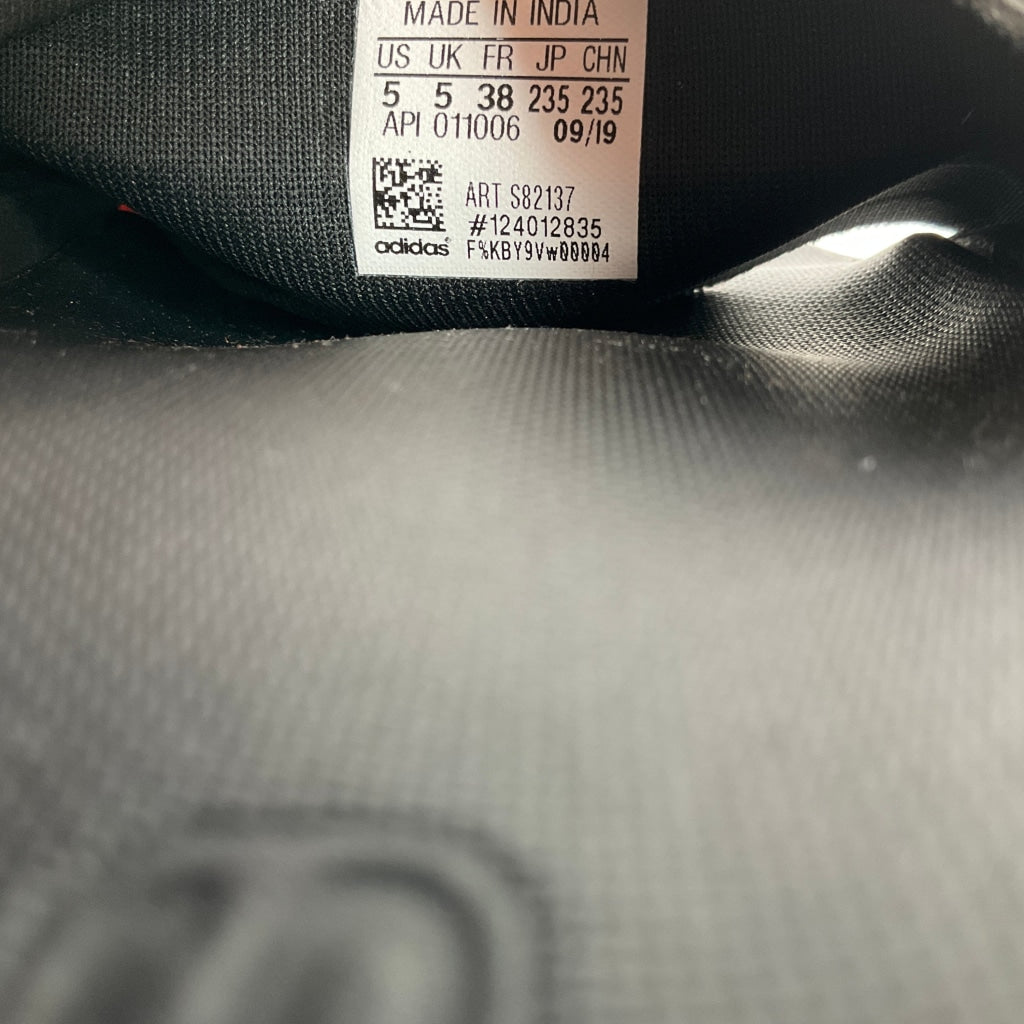 MADE IN INDIA
US UK FR JP CHN
5 5 38 235 235
API 011006 09/19
ART S82137
#124012835
adidas F%KBY9Vw00004